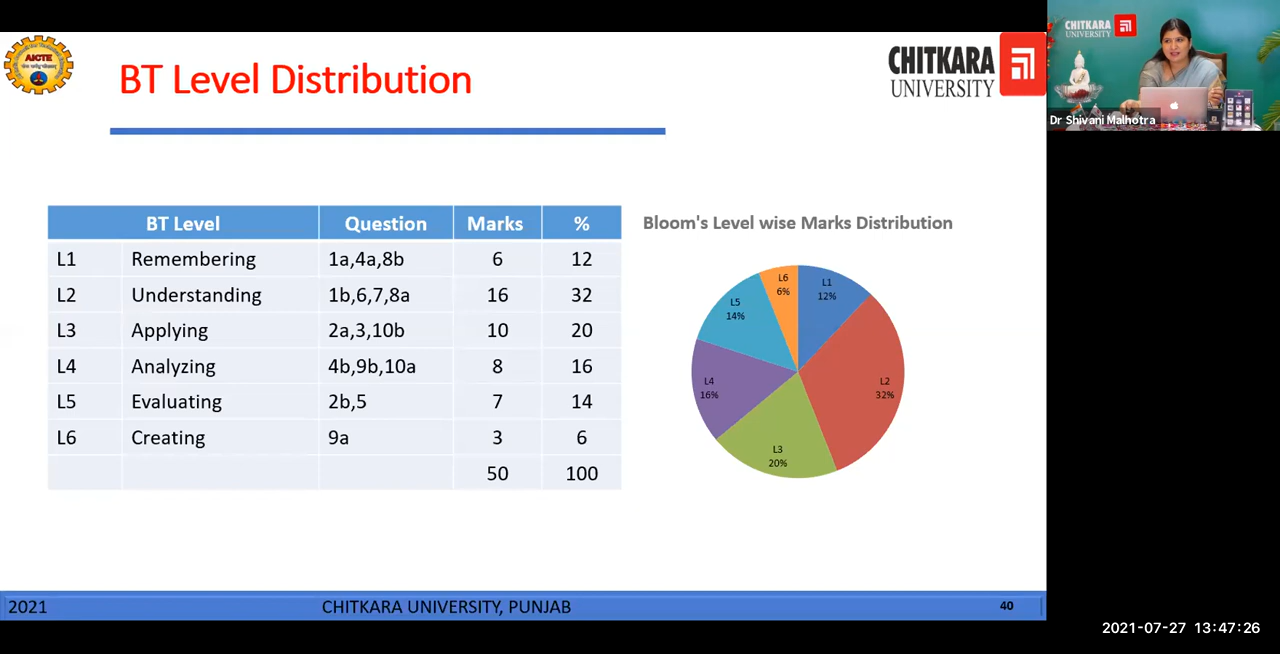 AICTE
BT Level Distribution
CHITKARA
UNIVERSITY
CHITKARA
UNIVERSITY
Dr Shivani Malhotra
BT Level Question Marks %
L1 Remembering 1a,4a,8b 6 12
L2 Understanding 1b,6,7,8a 16 32
L3 Applying 2a,3,10b 10 20
L4 Analyzing 4b,9b,10a 8 16
L5 Evaluating 2b,5 7 14
L6 Creating 9a 3 6
50 100
Bloom's Level wise Marks Distribution
L6
6%
L1
12%
L5
14%
L4
16%
L2
32%
L3
20%
2021 CHITKARA UNIVERSITY, PUNJAB 40
2021-07-27 13:47:26